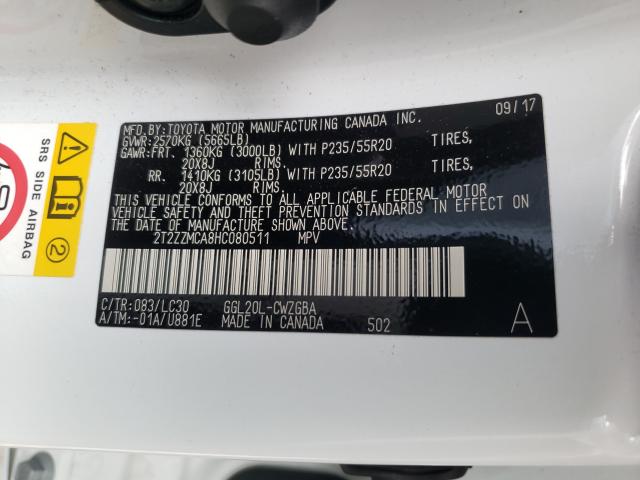 MFD.BY:TOYOTA MOTOR MANUFACTURING CANADA INC. 09/17
GVWR:2570KG (5665LB)
GAWR:FRT. 1360KG (3000LB) WITH P235/55R20 TIRES,
20X8J RIMS.
RR. 1410KG (3105LB) WITH P235/55R20 TIRES,
20X8J RIMS.
THIS VEHICLE CONFORMS TO ALL APPLICABLE FEDERAL MOTOR
VEHICLE SAFETY AND THEFT PREVENTION STANDARDS IN EFFECT ON
THE DATE OF MANUFACTURE SHOWN ABOVE.
2T2ZZMCA8HC080511 MPV
C/TR:083/LC30 GGL20L-CWZGBA
A/TM:-01A/U881E MADE IN CANADA 502 A
SRS SIDE AIRBAG
2